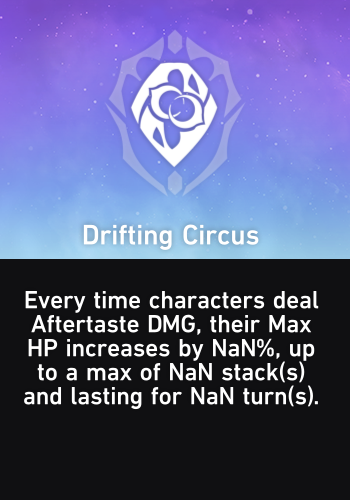 Drifting Circus
Every time characters deal
Aftertaste DMG, their Max
HP increases by NaN%, up
to a max of NaN stack(s)
and lasting for NaN turn(s).